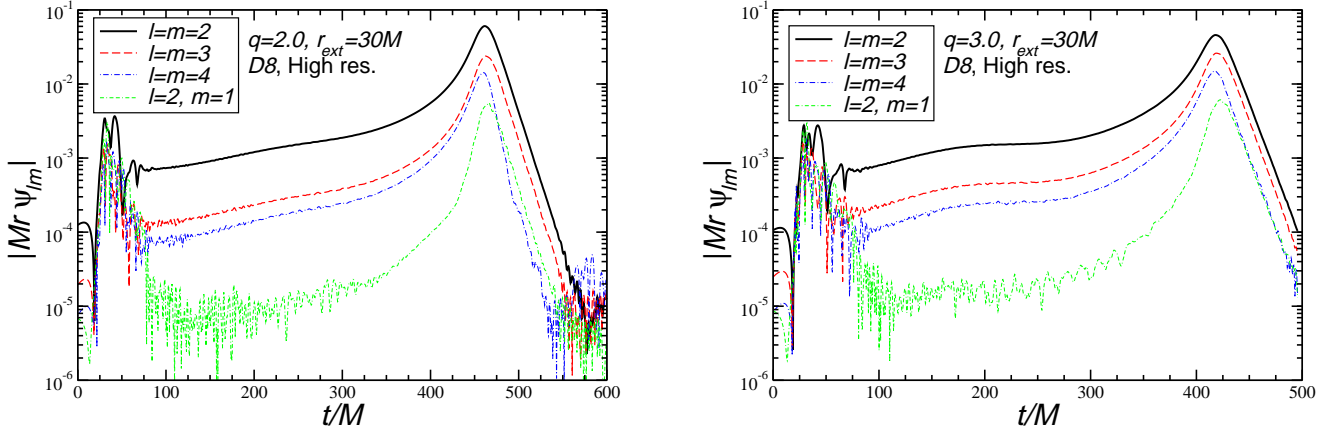 l=m=2
l=m=3
l=m=4
l=2, m=1
q=2.0, r_ext=30M
D8, High res.
|Mr ψ_lm|
10^-1
10^-2
10^-3
10^-4
10^-5
10^-6
0 100 200 300 400 500 600
t/M
l=m=2
l=m=3
l=m=4
l=2, m=1
q=3.0, r_ext=30M
D8, High res.
|Mr ψ_lm|
10^-1
10^-2
10^-3
10^-4
10^-5
10^-6
0 100 200 300 400 500
t/M